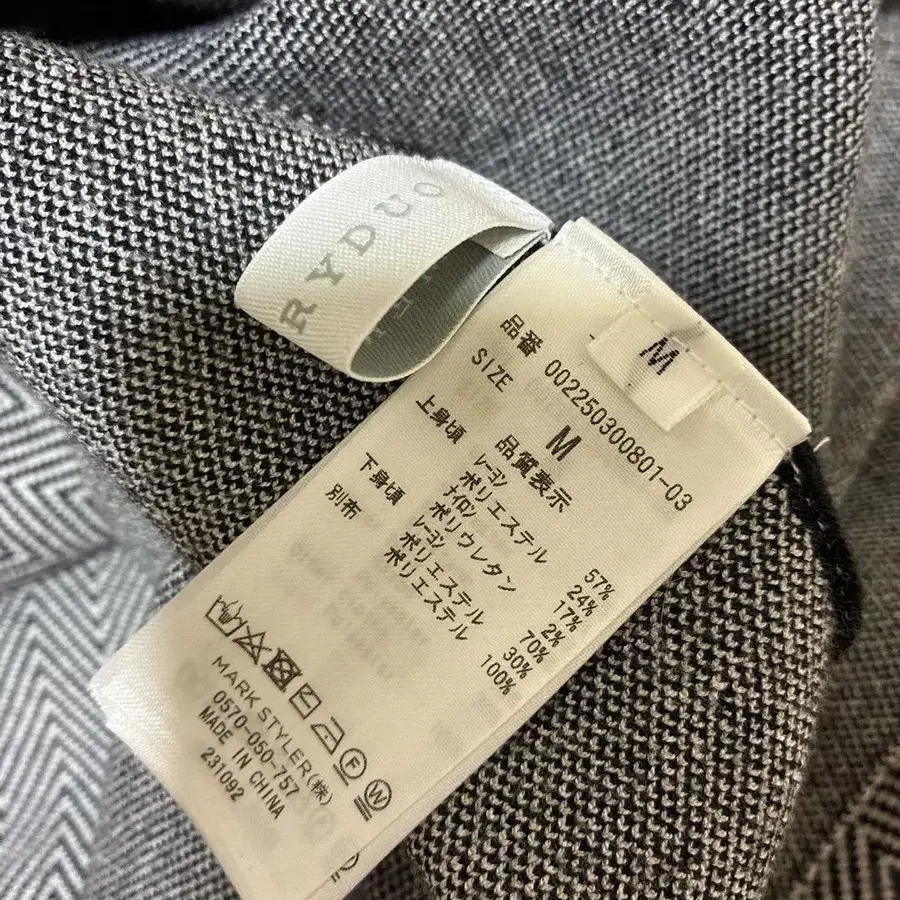 RYDUO
M
品番 002250300801-03
SIZE M
品質表示
上身頃 レーヨン 57%
ポリエステル 24%
ナイロン 17%
ポリウレタン 2%
下身頃 レーヨン 70%
ポリエステル 30%
別布 ポリエステル 100%
F W
MARK STYLER(株)
0570-050-757
MADE IN CHINA
231092